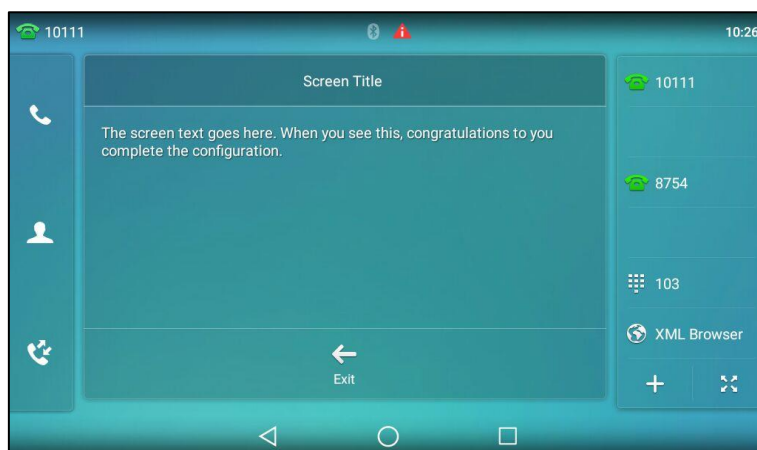 10111
10:26
Screen Title
The screen text goes here. When you see this, congratulations to you
complete the configuration.
Exit
10111
8754
103
XML Browser